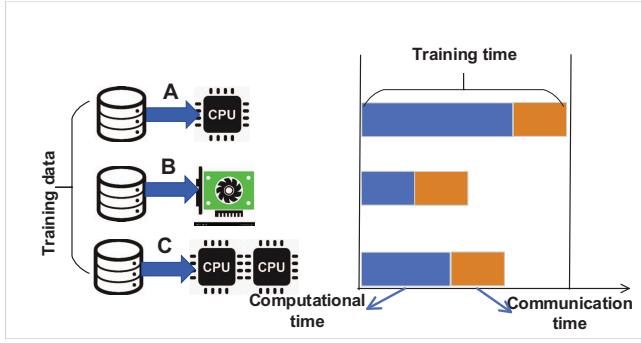 Training time
A
CPU
B
Training data
C
CPU CPU
Computational
time
Communication
time